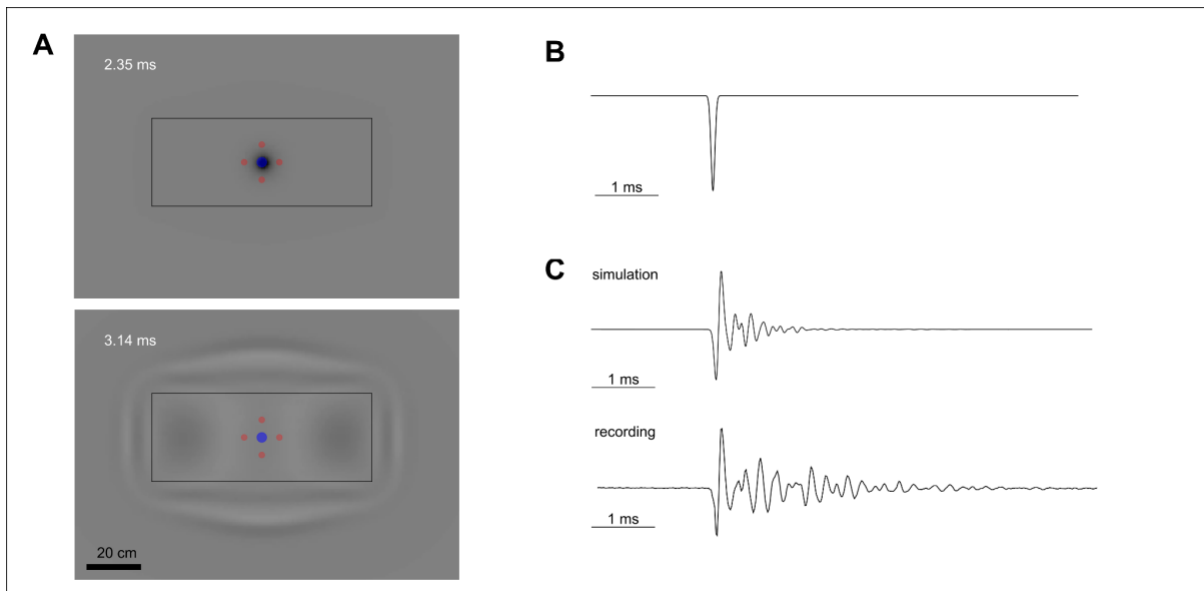 A
2.35 ms
3.14 ms
20 cm
B
1 ms
C
simulation
1 ms
recording
1 ms